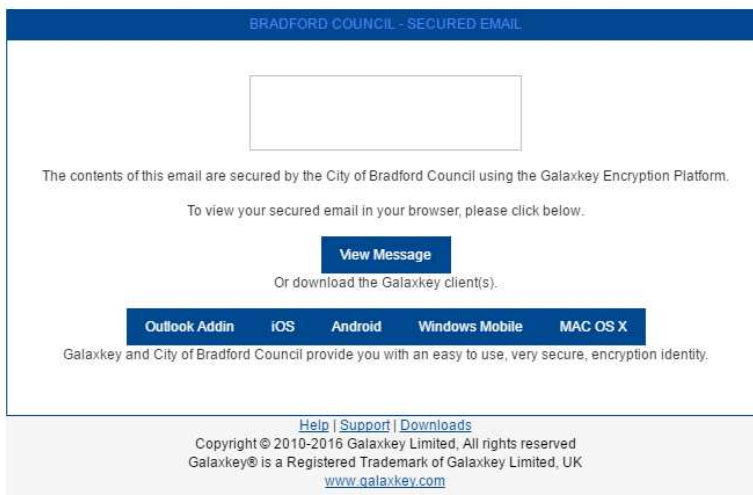 BRADFORD COUNCIL - SECURED EMAIL
The contents of this email are secured by the City of Bradford Council using the Galaxkey Encryption Platform.
To view your secured email in your browser, please click below.
View Message
Or download the Galaxkey client(s).
Outlook Addin iOS Android Windows Mobile MAC OS X
Galaxkey and City of Bradford Council provide you with an easy to use, very secure, encryption identity.
Help | Support | Downloads
Copyright © 2010-2016 Galaxkey Limited, All rights reserved
Galaxkey® is a Registered Trademark of Galaxkey Limited, UK
www.galaxkey.com